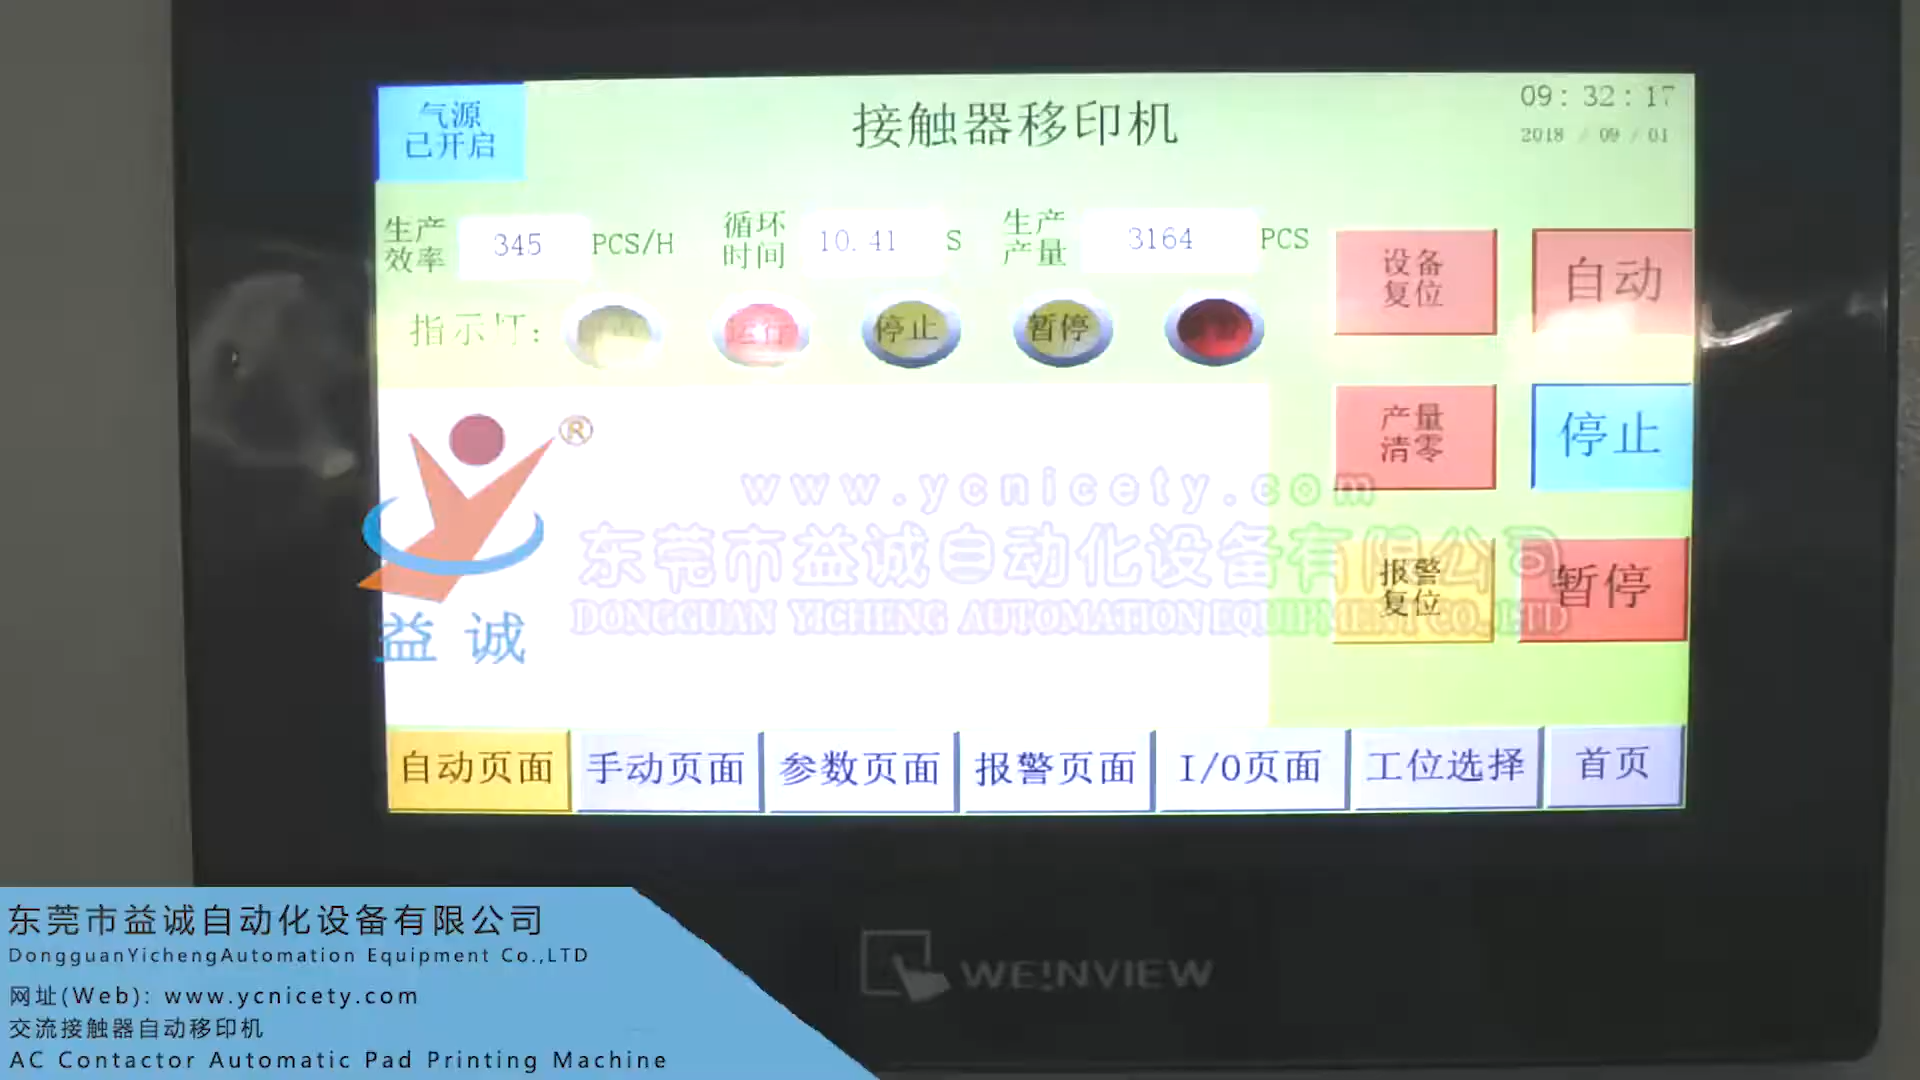 气源
已开启
接触器移印机
09:32:17
2018 / 09 / 01
生产
效率
345
PCS/H
循环
时间
10.41
S
生产
产量
3164
PCS
指示灯:
运行
停止
暂停
设备
复位
自动
产量
清零
停止
报警
复位
暂停
®
益诚
www.ycnicety.com
东莞市益诚自动化设备有限公司
DONGGUAN YICHENG AUTOMATION EQUIPMENT CO.,LTD
自动页面
手动页面
参数页面
报警页面
I/O页面
工位选择
首页
WE!NVIEW
东莞市益诚自动化设备有限公司
DongguanYichengAutomation Equipment Co.,LTD
网址(Web): www.ycnicety.com
交流接触器自动移印机
AC Contactor Automatic Pad Printing Machine